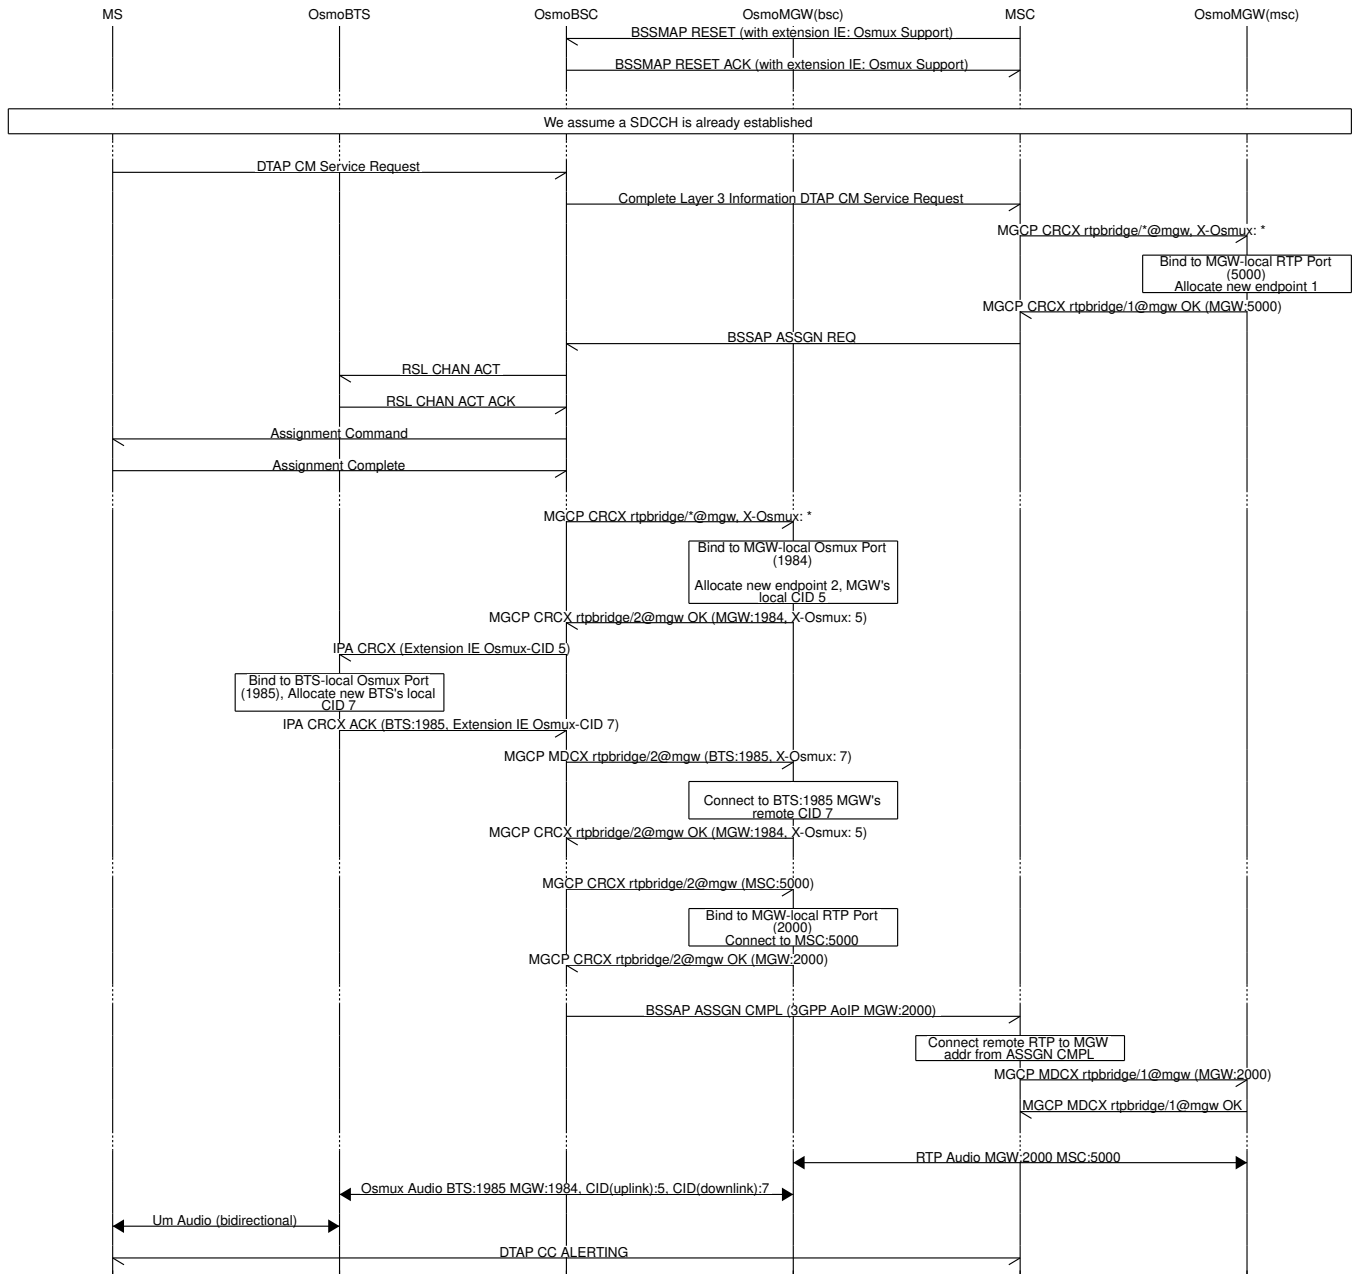 MS OsmoBTS OsmoBSC OsmoMGW(bsc) MSC OsmoMGW(msc)
BSSMAP RESET (with extension IE: Osmux Support)
BSSMAP RESET ACK (with extension IE: Osmux Support)
We assume a SDCCH is already established
DTAP CM Service Request
Complete Layer 3 Information DTAP CM Service Request
MGCP CRCX rtpbridge/*@mgw, X-Osmux: *
Bind to MGW-local RTP Port
(5000)
Allocate new endpoint 1
MGCP CRCX rtpbridge/1@mgw OK (MGW:5000)
BSSAP ASSGN REQ
RSL CHAN ACT
RSL CHAN ACT ACK
Assignment Command
Assignment Complete
MGCP CRCX rtpbridge/*@mgw, X-Osmux: *
Bind to MGW-local Osmux Port
(1984)
Allocate new endpoint 2, MGW's
local CID 5
MGCP CRCX rtpbridge/2@mgw OK (MGW:1984, X-Osmux: 5)
IPA CRCX (Extension IE Osmux-CID 5)
Bind to BTS-local Osmux Port
(1985), Allocate new BTS's local
CID 7
IPA CRCX ACK (BTS:1985, Extension IE Osmux-CID 7)
MGCP MDCX rtpbridge/2@mgw (BTS:1985, X-Osmux: 7)
Connect to BTS:1985 MGW's
remote CID 7
MGCP CRCX rtpbridge/2@mgw OK (MGW:1984, X-Osmux: 5)
MGCP CRCX rtpbridge/2@mgw (MSC:5000)
Bind to MGW-local RTP Port
(2000)
Connect to MSC:5000
MGCP CRCX rtpbridge/2@mgw OK (MGW:2000)
BSSAP ASSGN CMPL (3GPP AoIP MGW:2000)
Connect remote RTP to MGW
addr from ASSGN CMPL
MGCP MDCX rtpbridge/1@mgw (MGW:2000)
MGCP MDCX rtpbridge/1@mgw OK
RTP Audio MGW:2000 MSC:5000
Osmux Audio BTS:1985 MGW:1984, CID(uplink):5, CID(downlink):7
Um Audio (bidirectional)
DTAP CC ALERTING